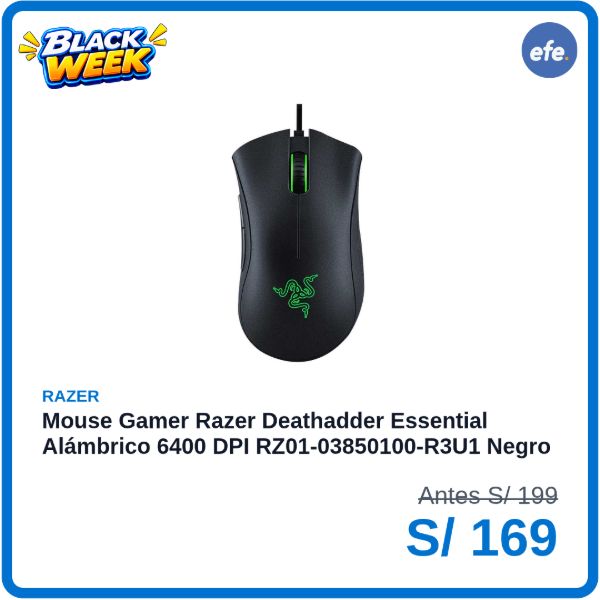 BLACK
WEEK
efe.
RAZER
Mouse Gamer Razer Deathadder Essential
Alámbrico 6400 DPI RZ01-03850100-R3U1 Negro
Antes S/ 199
S/ 169